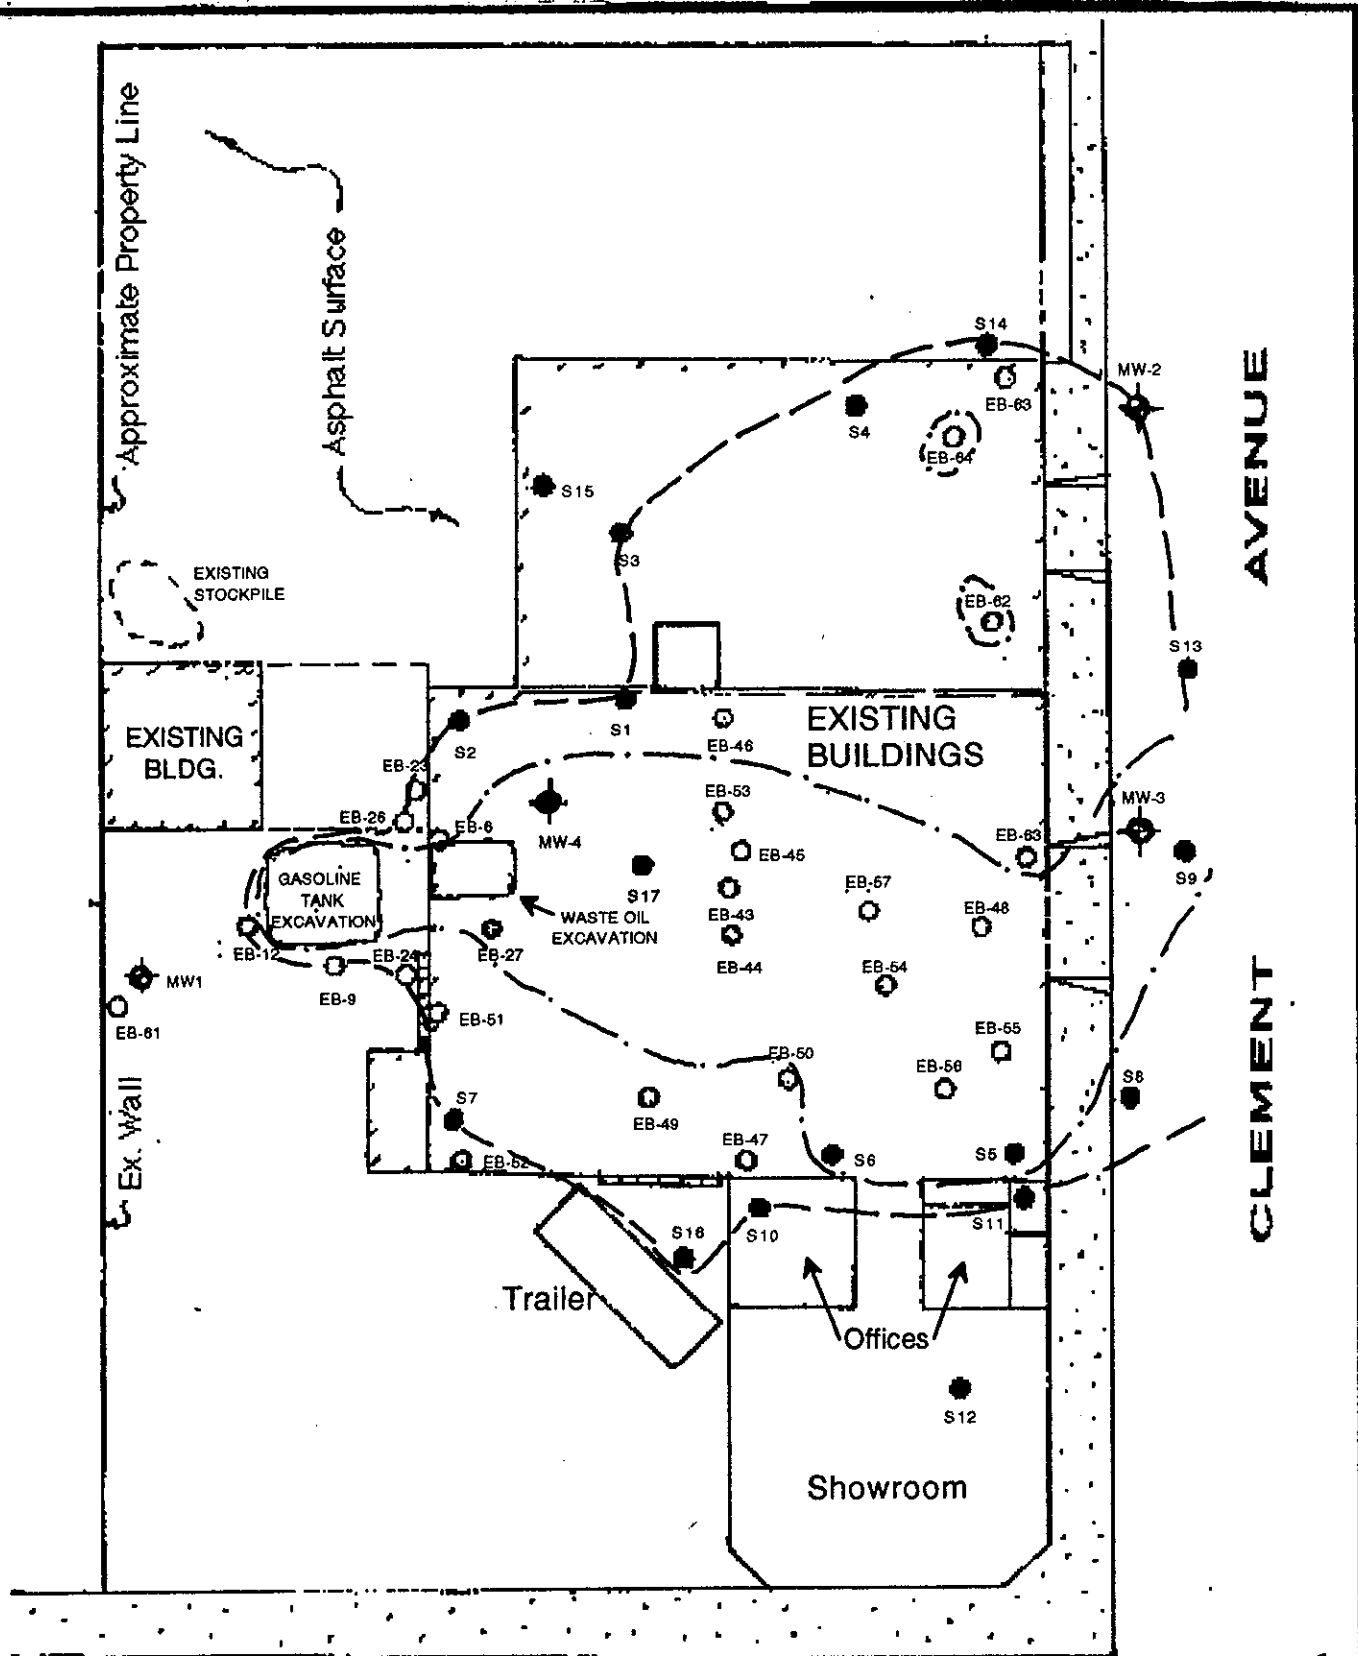 Approximate Property Line
Asphalt Surface
S14
MW-2
EB-63
S4
EB-64
AVENUE
S15
S3
EXISTING
STOCKPILE
EB-62
S13
EXISTING
BLDG.
S2
S1
EB-46
EXISTING
BUILDINGS
EB-23
EB-26
EB-6
MW-4
EB-53
MW-3
EB-63
EB-45
S9
GASOLINE
TANK
EXCAVATION
S17
EB-57
WASTE OIL
EXCAVATION
EB-43
EB-48
EB-12
EB-24
EB-27
EB-44
MW1
EB-9
EB-54
EB-61
EB-51
EB-55
EB-50
EB-56
S8
CLEMENT
Ex. Wall
S7
EB-49
EB-47
EB-52
S6
S5
S16
S10
S11
Trailer
Offices
S12
Showroom